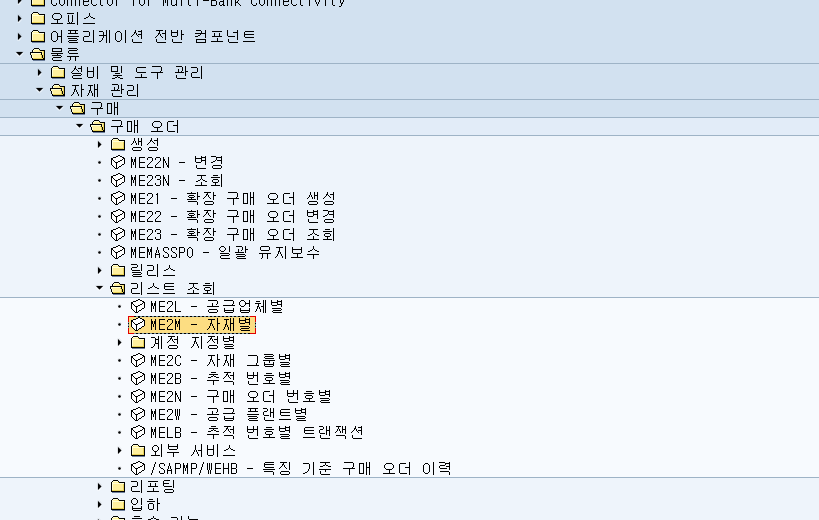 Connector for Multi-Bank Connectivity
오피스
어플리케이션 전반 컴포넌트
물류
설비 및 도구 관리
자재 관리
구매
구매 오더
생성
ME22N - 변경
ME23N - 조회
ME21 - 확장 구매 오더 생성
ME22 - 확장 구매 오더 변경
ME23 - 확장 구매 오더 조회
MEMASSPO - 일괄 유지보수
릴리스
리스트 조회
ME2L - 공급업체별
ME2M - 자재별
계정 지정별
ME2C - 자재 그룹별
ME2B - 추적 번호별
ME2N - 구매 오더 번호별
ME2W - 공급 플랜트별
MELB - 추적 번호별 트랜잭션
외부 서비스
/SAPMP/WEHB - 특징 기준 구매 오더 이력
리포팅
입하